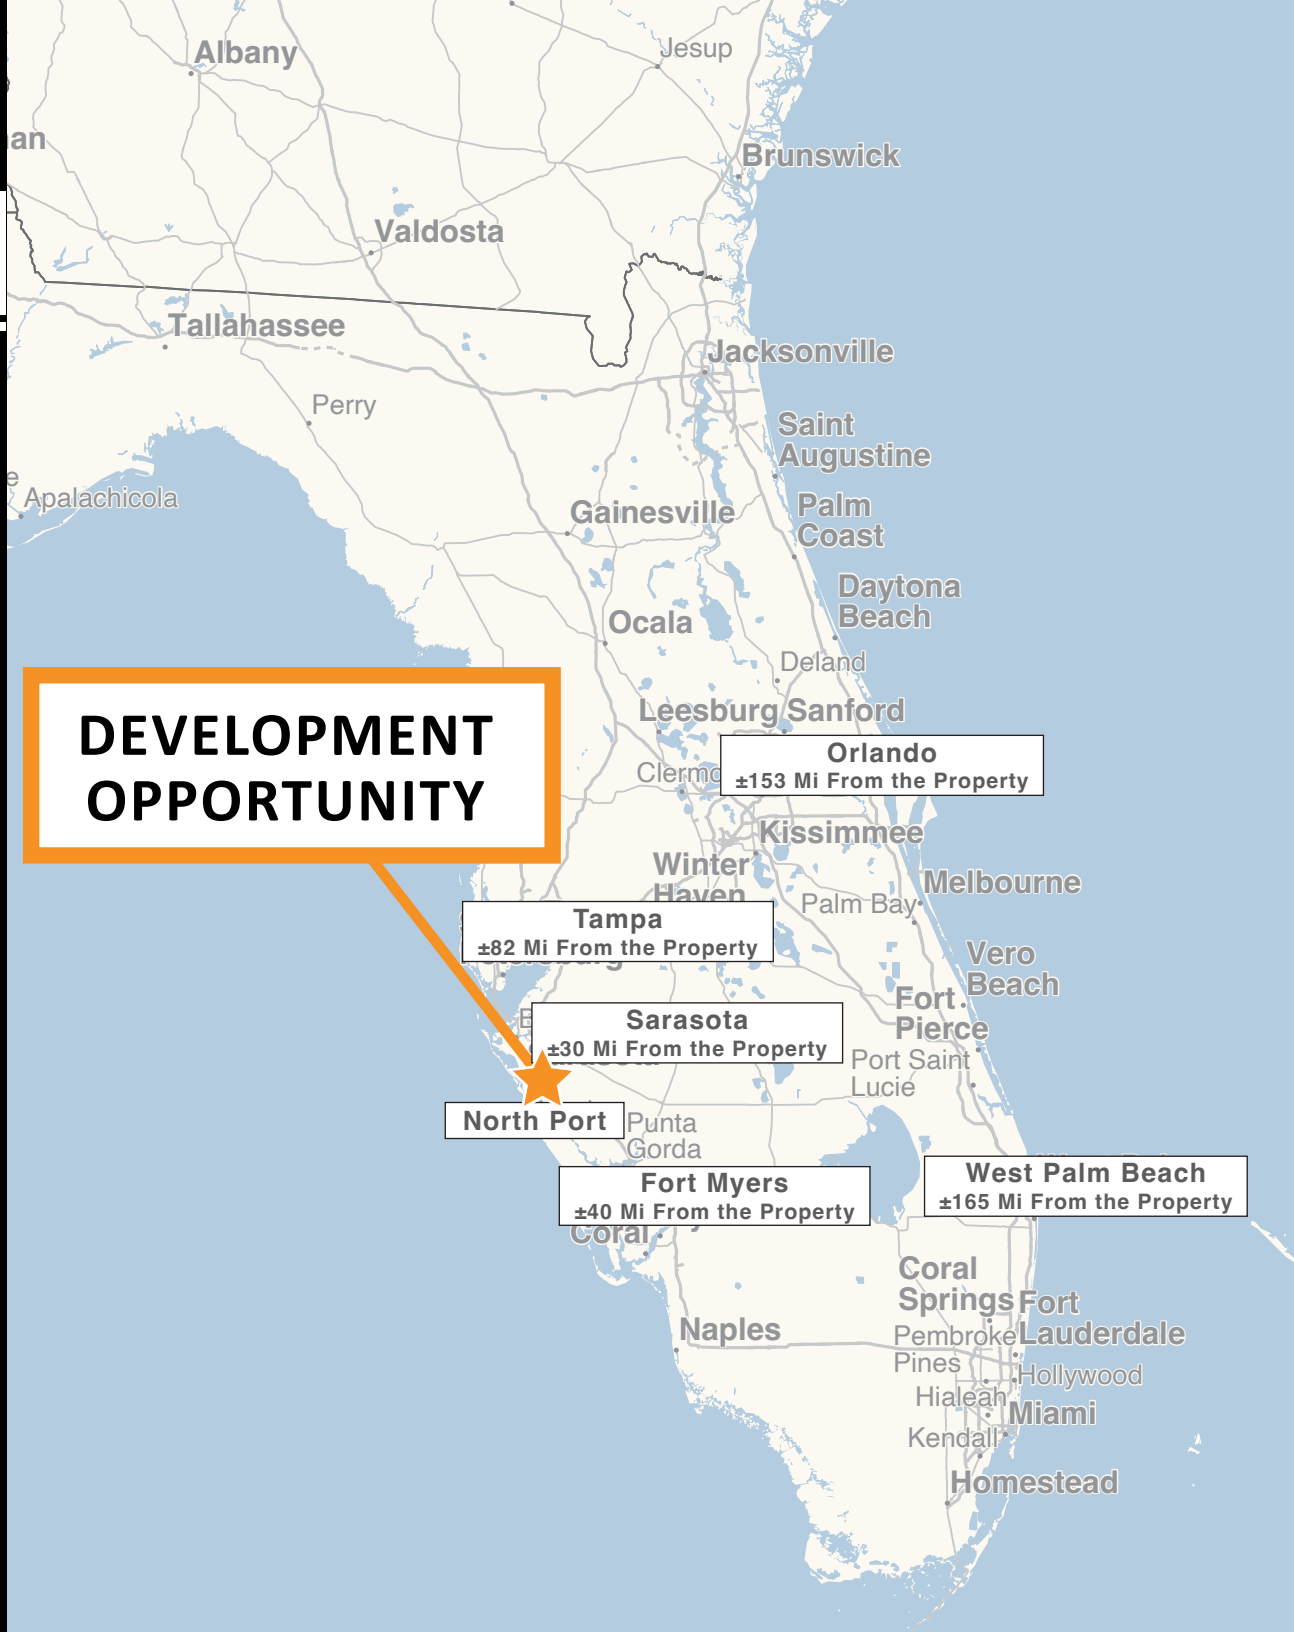 Albany
Jesup
an
Brunswick
Valdosta
Tallahassee
Jacksonville
Perry
Saint
Augustine
e
Apalachicola
Palm
Coast
Gainesville
Daytona
Beach
Ocala
Deland
Leesburg Sanford
DEVELOPMENT
OPPORTUNITY
Orlando
±153 Mi From the Property
Clermo
Kissimmee
Winter
Haven
Melbourne
Palm Bay
Tampa
±82 Mi From the Property
Vero
Beach
Fort
Pierce
Sarasota
±30 Mi From the Property
Port Saint
Lucie
North Port
Punta
Gorda
Fort Myers
±40 Mi From the Property
West Palm Beach
±165 Mi From the Property
Coral
Coral
Springs
Fort
Lauderdale
Naples
Pembroke
Pines
Hollywood
Hialeah
Miami
Kendall
Homestead